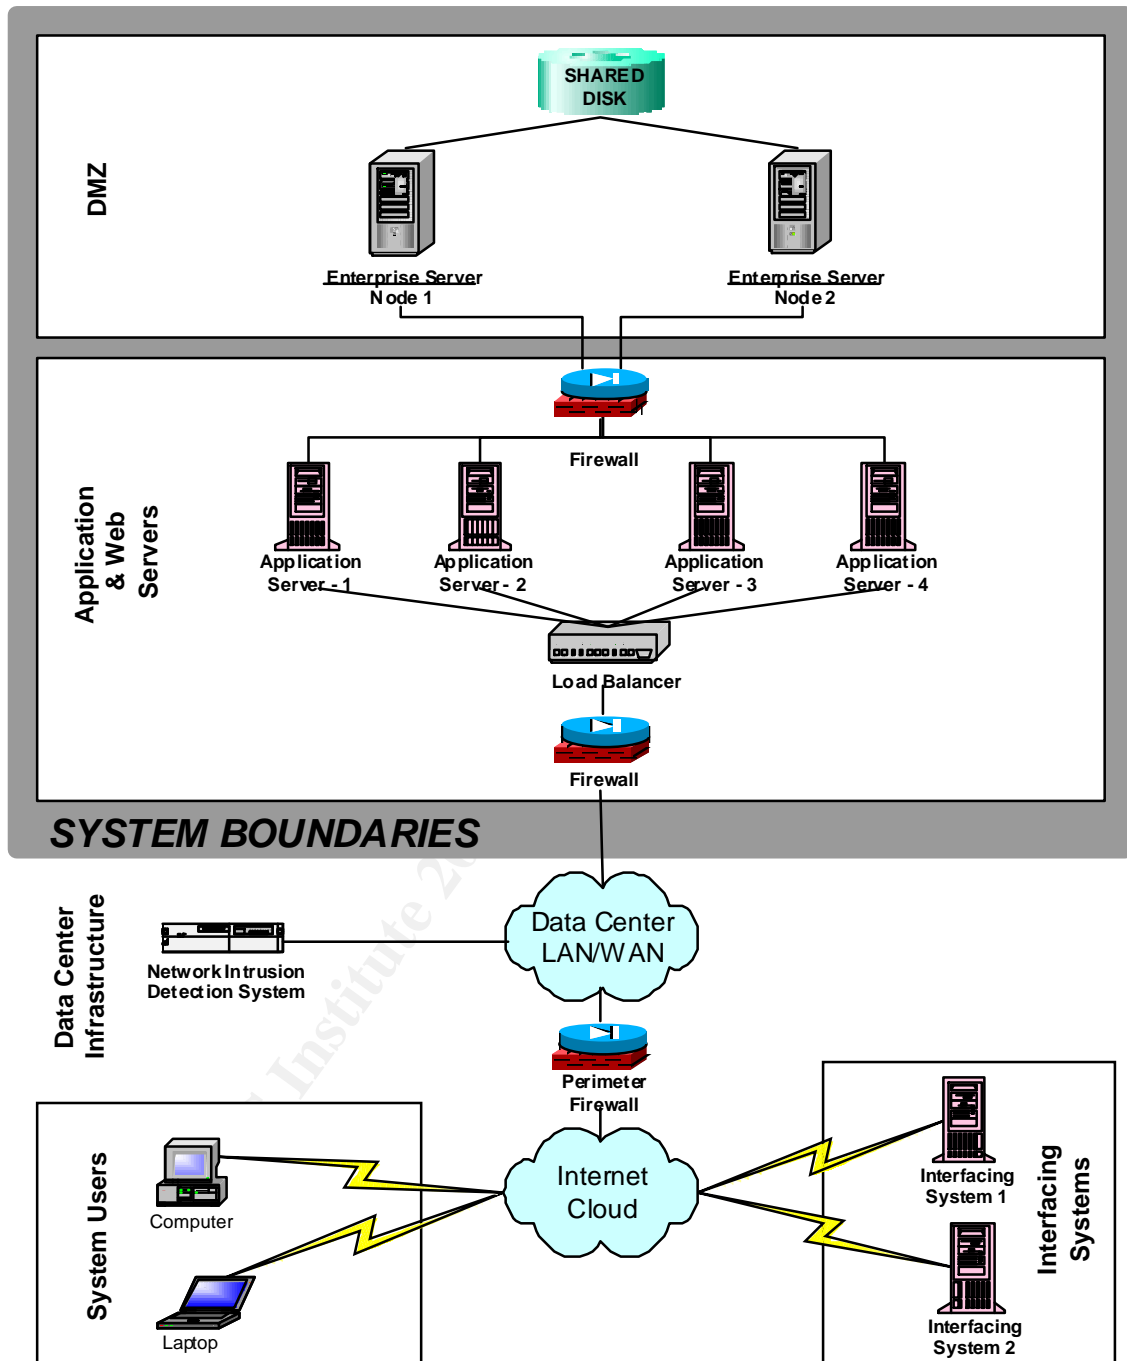 SHARED
DISK
DMZ
Enterprise Server
Node 1
Enterprise Server
Node 2
Application
& Web
Servers
Firewall
Application
Server - 1
Application
Server - 2
Application
Server - 3
Application
Server - 4
Load Balancer
Firewall
SYSTEM BOUNDARIES
Data Center
Infrastructure
Network Intrusion
Detection System
Data Center
LAN/WAN
Perimeter
Firewall
System Users
Computer
Laptop
Internet
Cloud
Interfacing
System 1
Interfacing
System 2
Interfacing
Systems
Institute 20